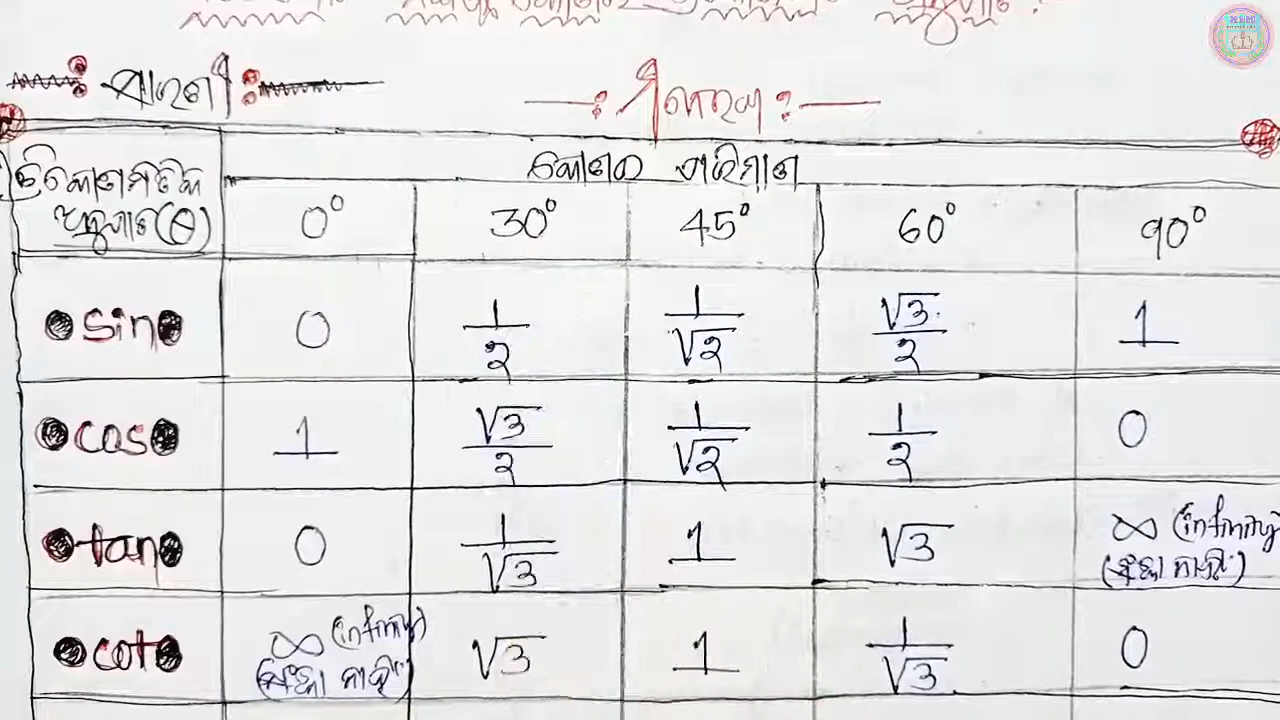 : ସାରଣୀ :
କୋଣର ପରିମାଣ
ତ୍ରିକୋଣମିତିକ
ଅନୁପାତ(θ)
0° 30° 45° 60° 90°
sin 0 1/2 1/√2 √3/2 1
cos 1 √3/2 1/√2 1/2 0
tan 0 1/√3 1 √3 ∞ (infinity)
(ସଂଜ୍ଞା ନାହିଁ)
cot ∞ (infinity) √3 1 1/√3 0
(ସଂଜ୍ଞା ନାହିଁ)